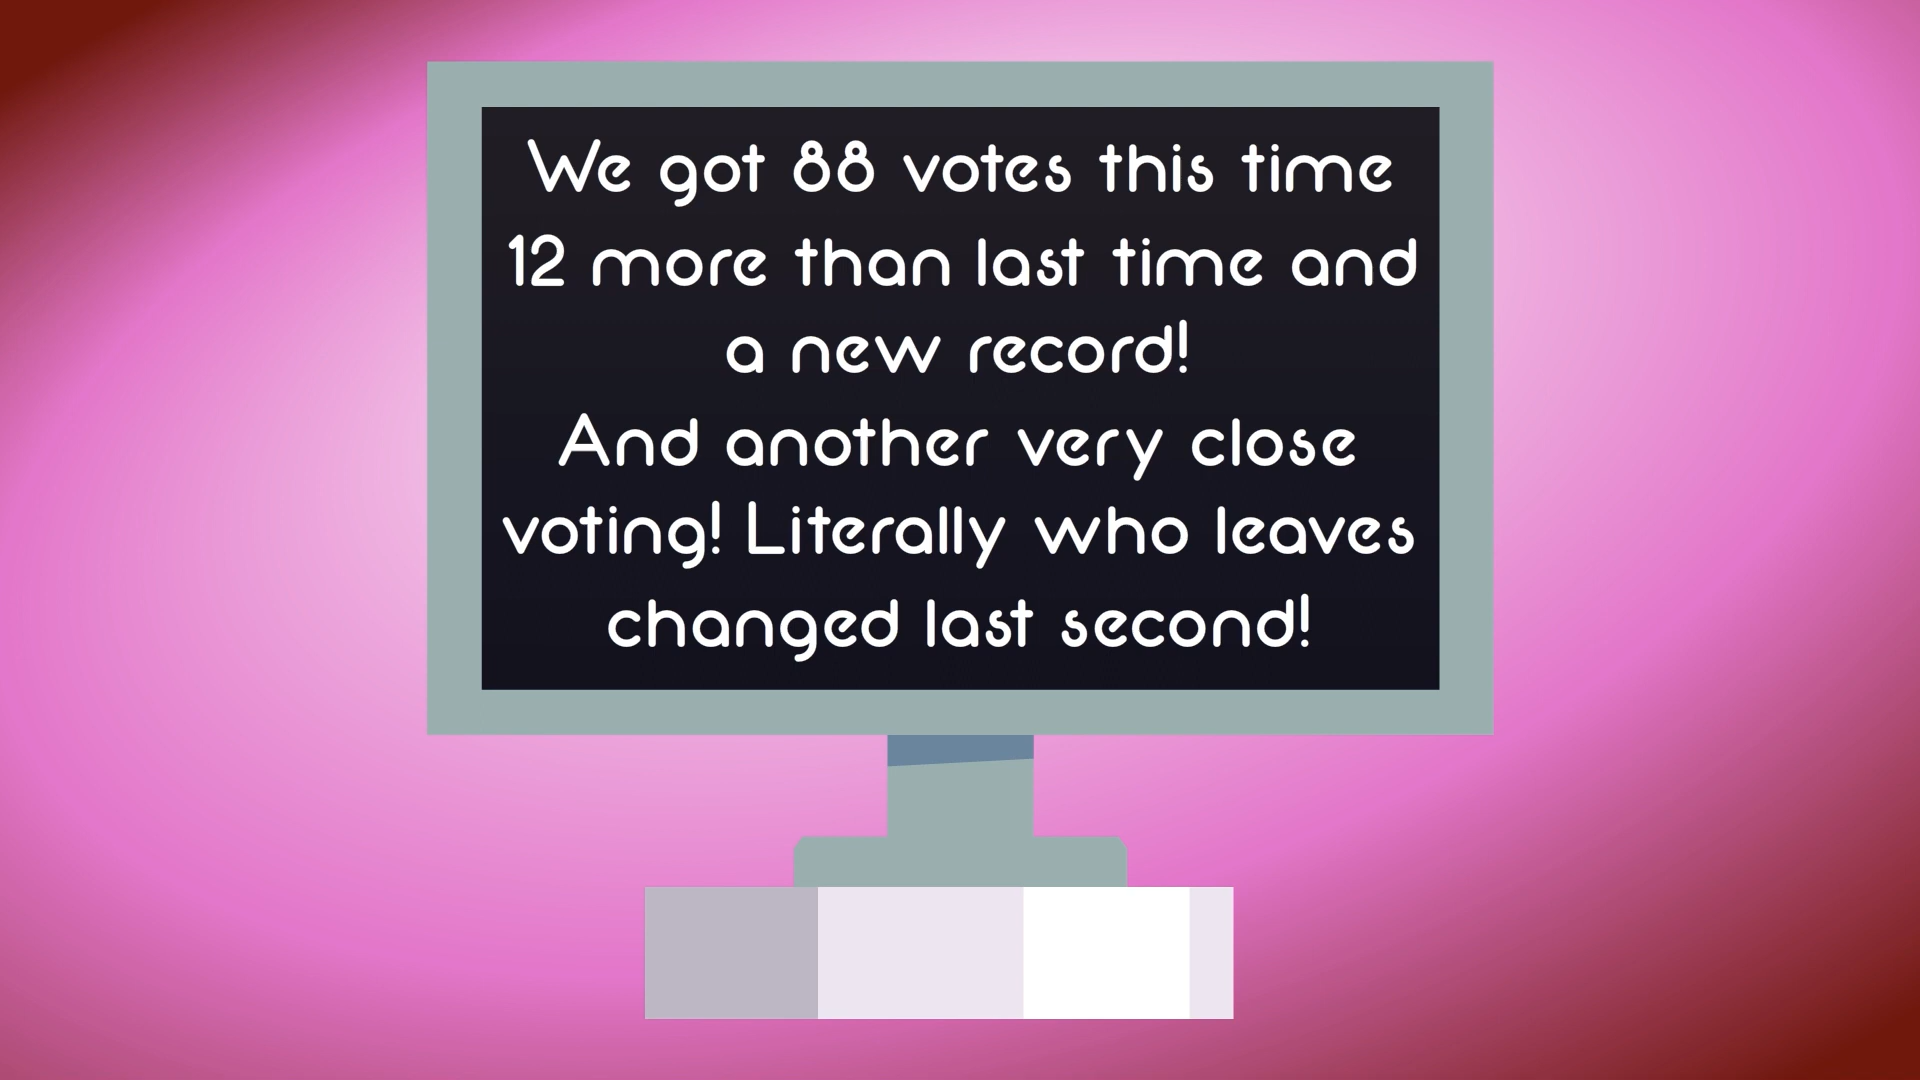 We got 88 votes this time
12 more than last time and
a new record!
And another very close
voting! Literally who leaves
changed last second!